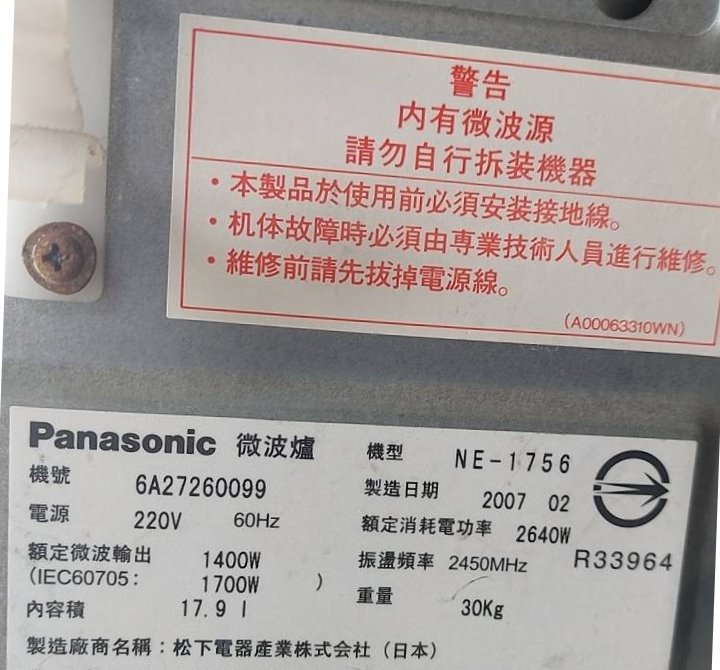 警告
内有微波源
請勿自行拆装機器
・本製品於使用前必須安装接地線。
・机体故障時必須由専業技術人員進行維修。
・維修前請先拔掉電源線。
(A00063310WN)
Panasonic 微波爐 機型 NE-1756
機號 6A27260099 製造日期 2007 02
電源 220V 60Hz 額定消耗電功率 2640W
額定微波輸出 1400W 振盪頻率 2450MHz R33964
(IEC60705: 1700W ) 重量 30Kg
內容積 17.9 l
製造廠商名稱：松下電器產業株式会社（日本）